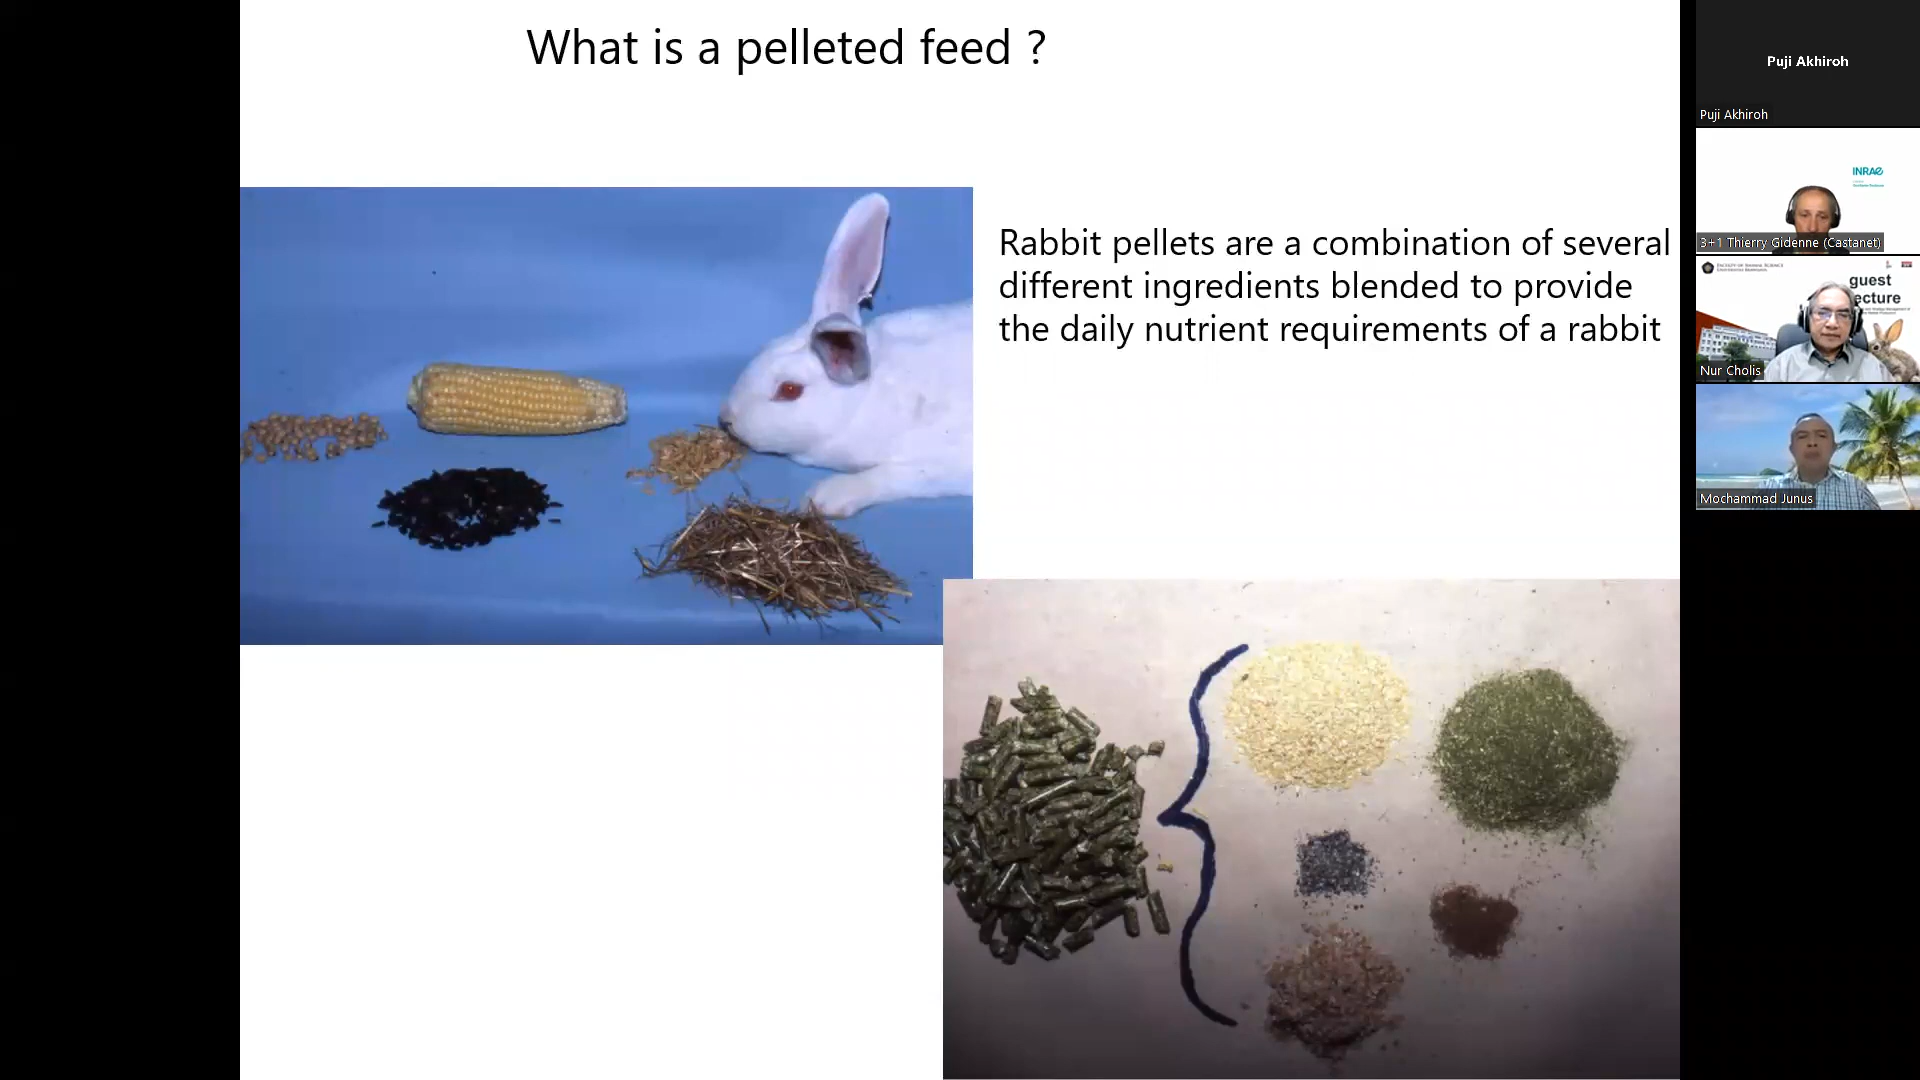 What is a pelleted feed ?
Rabbit pellets are a combination of several
different ingredients blended to provide
the daily nutrient requirements of a rabbit
Puji Akhiroh
Puji Akhiroh
INRAE
3+1 Thierry Gidenne (Castanet)
guest
ecture
Nur Cholis
Mochammad Junus